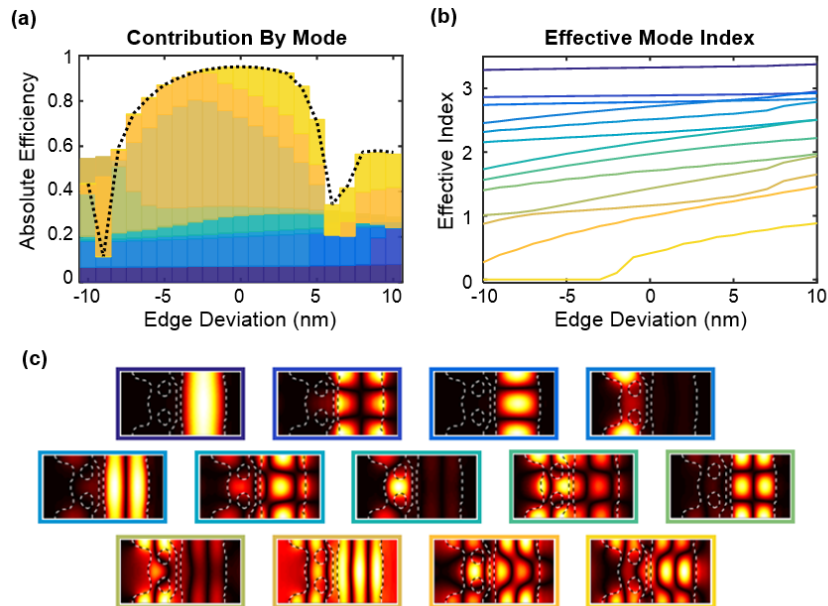 (a)
Contribution By Mode
Absolute Efficiency
1
0.8
0.6
0.4
0.2
0
-10
-5
0
5
10
Edge Deviation (nm)
(b)
Effective Mode Index
Effective Index
3
2
1
0
-10
-5
0
5
10
Edge Deviation (nm)
(c)